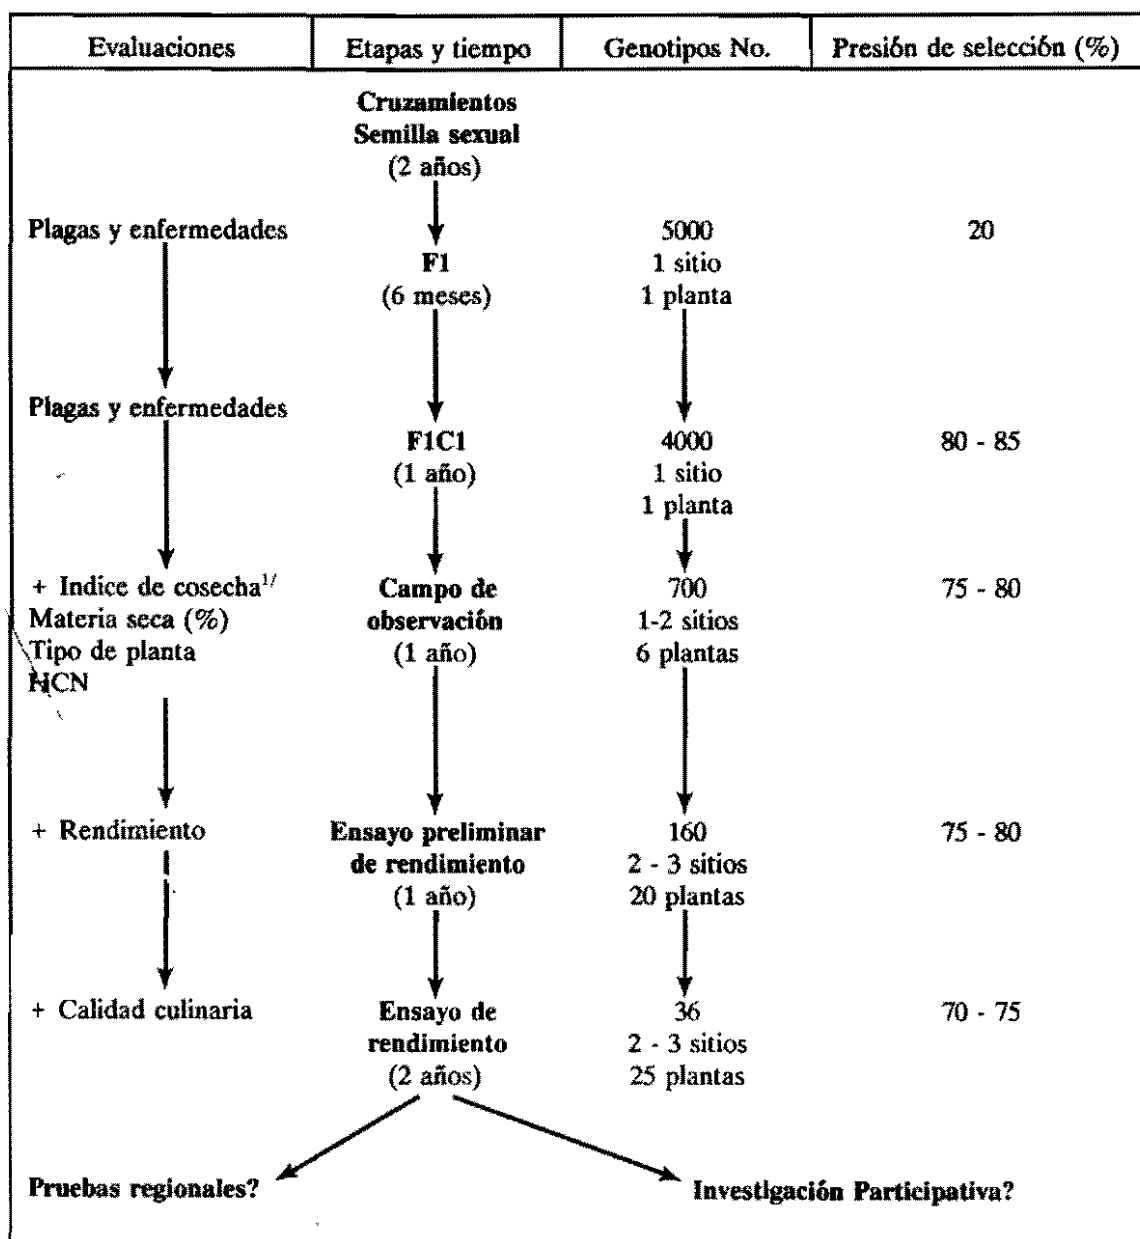 Evaluaciones Etapas y tiempo Genotipos No. Presión de selección (%)
Cruzamientos
Semilla sexual
(2 años)
Plagas y enfermedades 5000 20
F1 1 sitio
(6 meses) 1 planta
Plagas y enfermedades
F1C1 4000 80 - 85
(1 año) 1 sitio
1 planta
+ Indice de cosecha1/ Campo de 700 75 - 80
Materia seca (%) observación 1-2 sitios
Tipo de planta (1 año) 6 plantas
HCN
+ Rendimiento Ensayo preliminar 160 75 - 80
de rendimiento 2 - 3 sitios
(1 año) 20 plantas
+ Calidad culinaria Ensayo de 36 70 - 75
rendimiento 2 - 3 sitios
(2 años) 25 plantas
Pruebas regionales? Investigación Participativa?